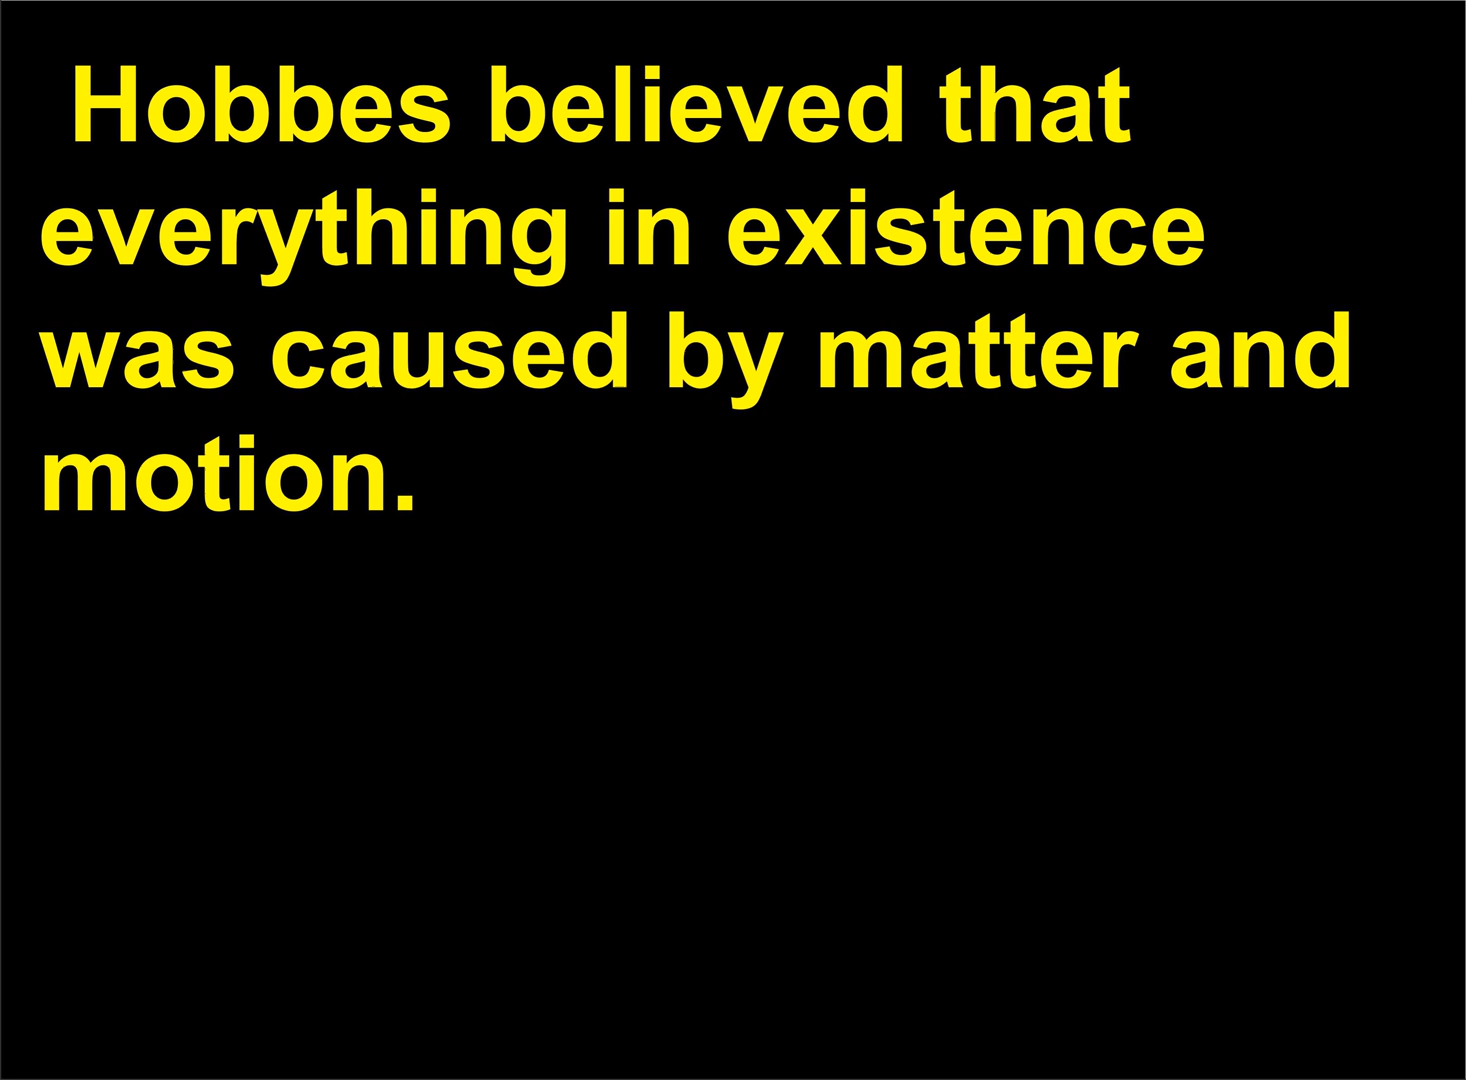 Hobbes believed that
everything in existence
was caused by matter and
motion.